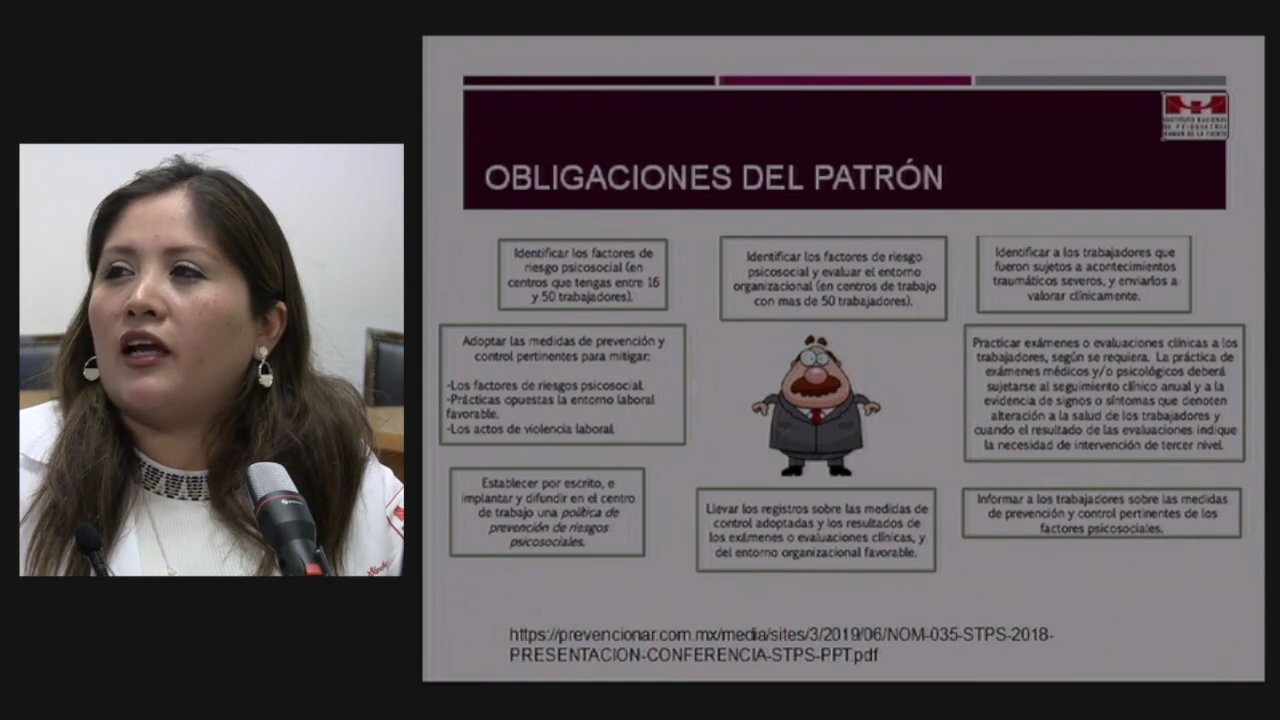 OBLIGACIONES DEL PATRÓN
INSTITUTO NACIONAL
DE PSIQUIATRIA
RAMON DE LA FUENTE
Identificar los factores de
riesgo psicosocial (en
centros que tengas entre 16
y 50 trabajadores).
Identificar los factores de riesgo
psicosocial y evaluar el entorno
organizacional (en centros de trabajo
con mas de 50 trabajadores).
Identificar a los trabajadores que
fueron sujetos a acontecimientos
traumáticos severos, y enviarlos a
valorar clínicamente.
Adoptar las medidas de prevención y
control pertinentes para mitigar:
-Los factores de riesgos psicosocial.
-Prácticas opuestas la entorno laboral
favorable.
-Los actos de violencia laboral
Practicar exámenes o evaluaciones clínicas a los
trabajadores, según se requiera. La práctica de
exámenes médicos y/o psicológicos deberá
sujetarse al seguimiento clínico anual y a la
evidencia de signos o síntomas que denoten
alteración a la salud de los trabajadores y
cuando el resultado de las evaluaciones indique
la necesidad de intervención de tercer nivel.
Establecer por escrito, e
implantar y difundir en el centro
de trabajo una política de
prevención de riesgos
psicosociales.
Llevar los registros sobre las medidas de
control adoptadas y los resultados de
los exámenes o evaluaciones clínicas, y
del entorno organizacional favorable.
Informar a los trabajadores sobre las medidas
de prevención y control pertinentes de los
factores psicosociales.
https://prevencionar.com.mx/media/sites/3/2019/06/NOM-035-STPS-2018-
PRESENTACION-CONFERENCIA-STPS-PPT.pdf